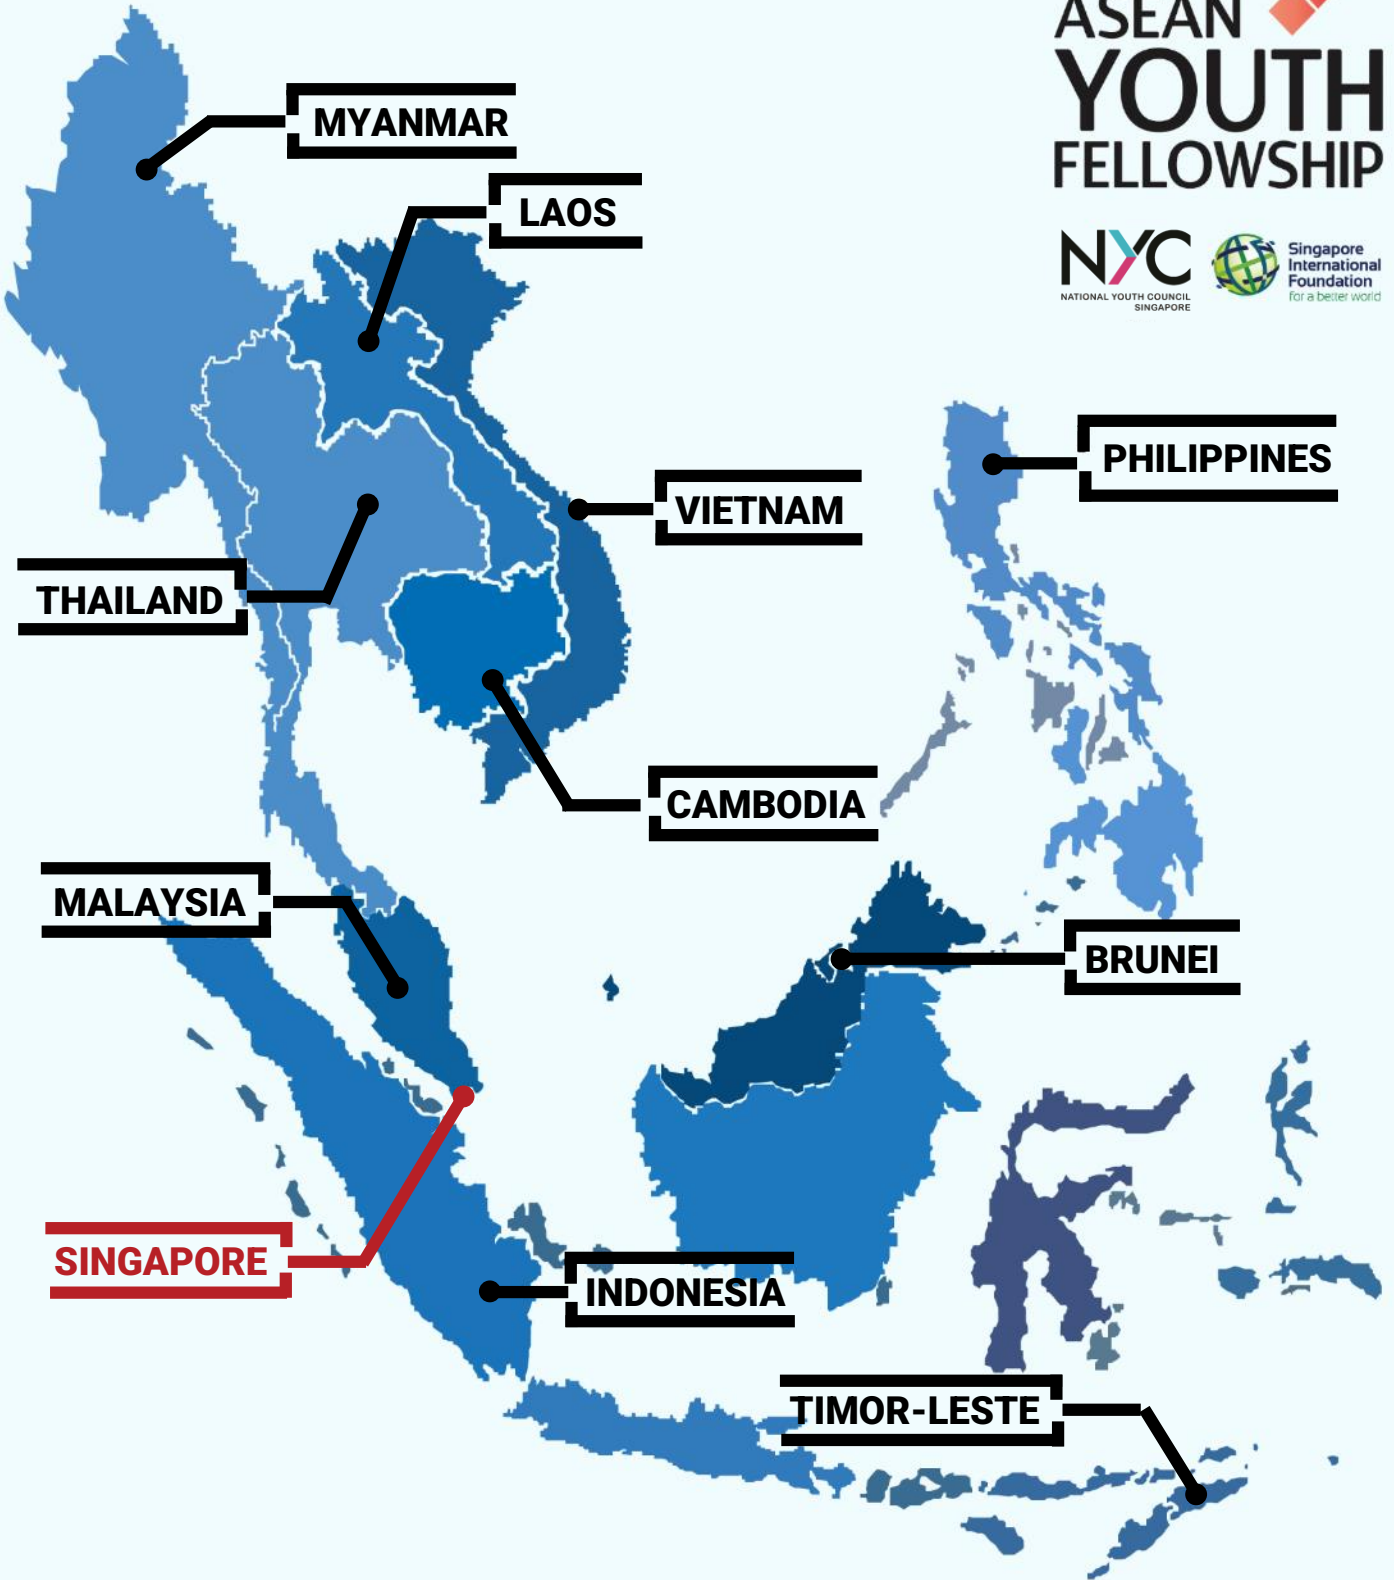 ASEAN
YOUTH
FELLOWSHIP
NYC
NATIONAL YOUTH COUNCIL
SINGAPORE
Singapore
International
Foundation
for a better world
MYANMAR
LAOS
PHILIPPINES
VIETNAM
THAILAND
CAMBODIA
MALAYSIA
BRUNEI
SINGAPORE
INDONESIA
TIMOR-LESTE